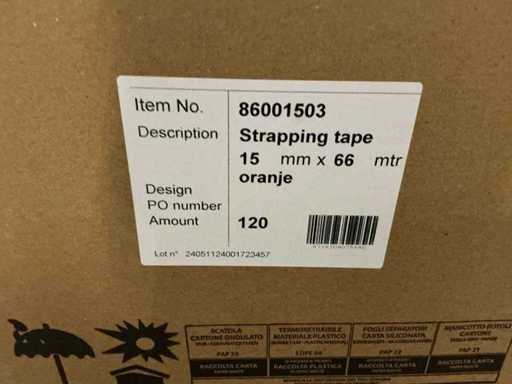 Item No. 86001503
Description Strapping tape
15 mm x 66 mtr
oranje
Design
PO number
Amount 120
Lot n° 24051124001723457
SCATOLA TERMORETRAIBILE FOGLI SEPARATORI MANICOTTO-ROTOLI
CARTONE ONDULATO MATERIALE PLASTICO CARTA SILICONATA CARTONE
PAP 20 LDPE 04 PAP 22 PAP 21
RACCOLTA CARTA RACCOLTA PLASTICA RACCOLTA CARTA RACCOLTA CARTA